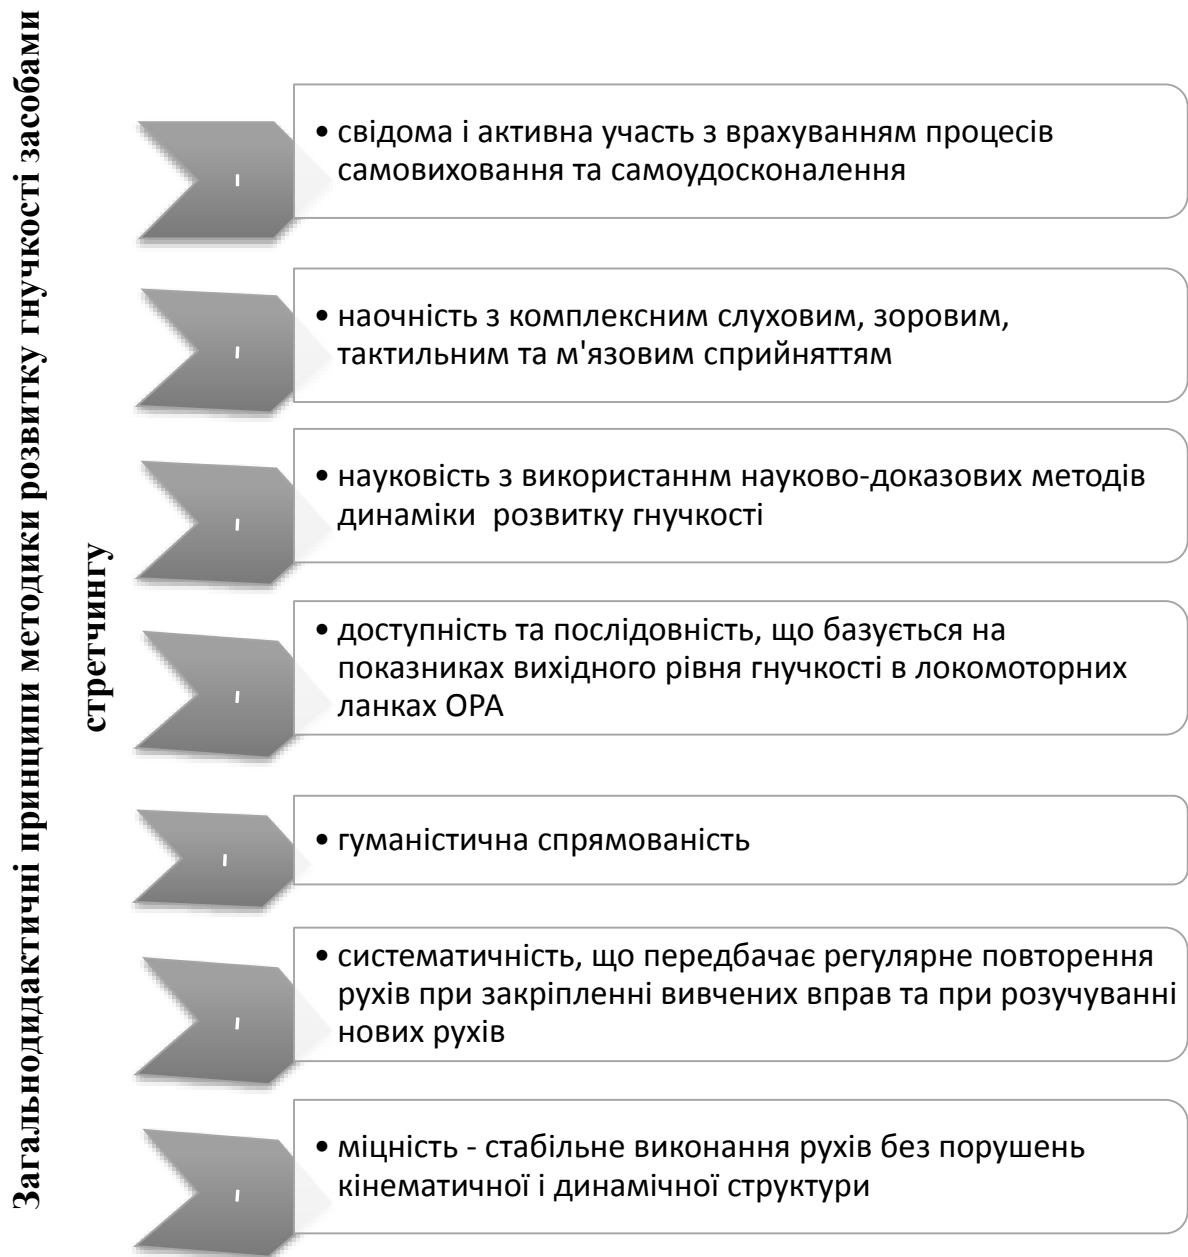 Загальнодидактичні принципи методики розвитку гнучкості засобами
стретчингу
• свідома і активна участь з врахуванням процесів
самовиховання та самоудосконалення
• наочність з комплексним слуховим, зоровим,
тактильним та м'язовим сприйняттям
• науковість з використаннм науково-доказових методів
динаміки розвитку гнучкості
• доступність та послідовність, що базується на
показниках вихідного рівня гнучкості в локомоторних
ланках ОРА
• гуманістична спрямованість
• систематичність, що передбачає регулярне повторення
рухів при закріпленні вивчених вправ та при розучуванні
нових рухів
• міцність - стабільне виконання рухів без порушень
кінематичної і динамічної структури